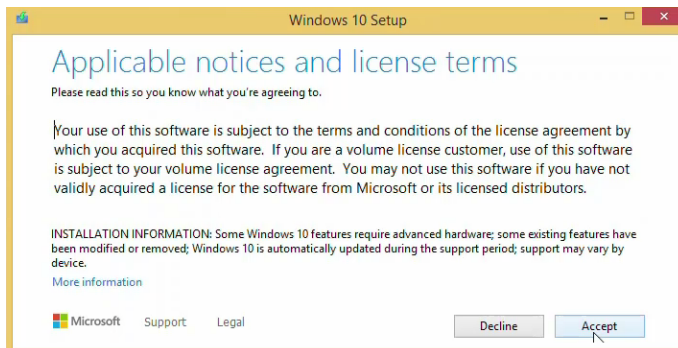 Windows 10 Setup
Applicable notices and license terms
Please read this so you know what you're agreeing to.
Your use of this software is subject to the terms and conditions of the license agreement by
which you acquired this software.  If you are a volume license customer, use of this software
is subject to your volume license agreement.  You may not use this software if you have not
validly acquired a license for the software from Microsoft or its licensed distributors.
INSTALLATION INFORMATION: Some Windows 10 features require advanced hardware; some existing features have
been modified or removed; Windows 10 is automatically updated during the support period; support may vary by
device.
More information
Microsoft Support Legal Decline Accept